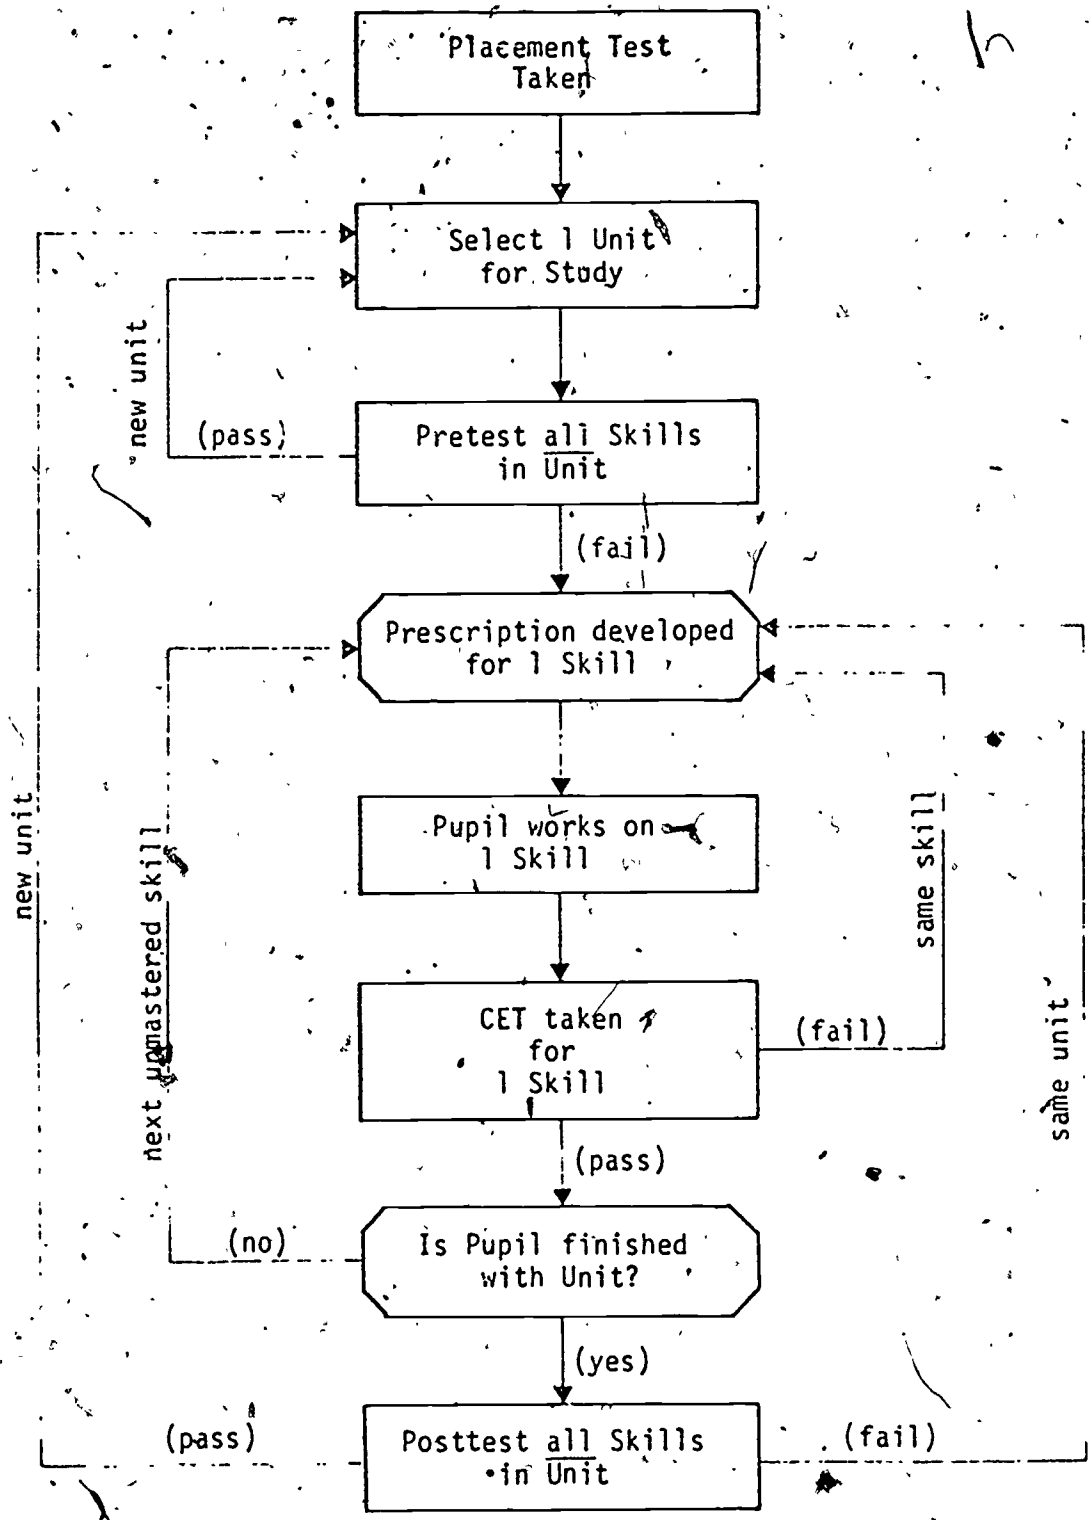 Placement Test
Taken
Select 1 Unit
for Study
new unit
(pass)
Pretest all Skills
in Unit
(fail)
Prescription developed
for 1 Skill
Pupil works on
1 Skill
new unit
next unmastered skill
same skill
CET taken
for
1 Skill
(fail)
same unit
(pass)
(no)
Is Pupil finished
with Unit?
(yes)
(pass)
Posttest all Skills
in Unit
(fail)